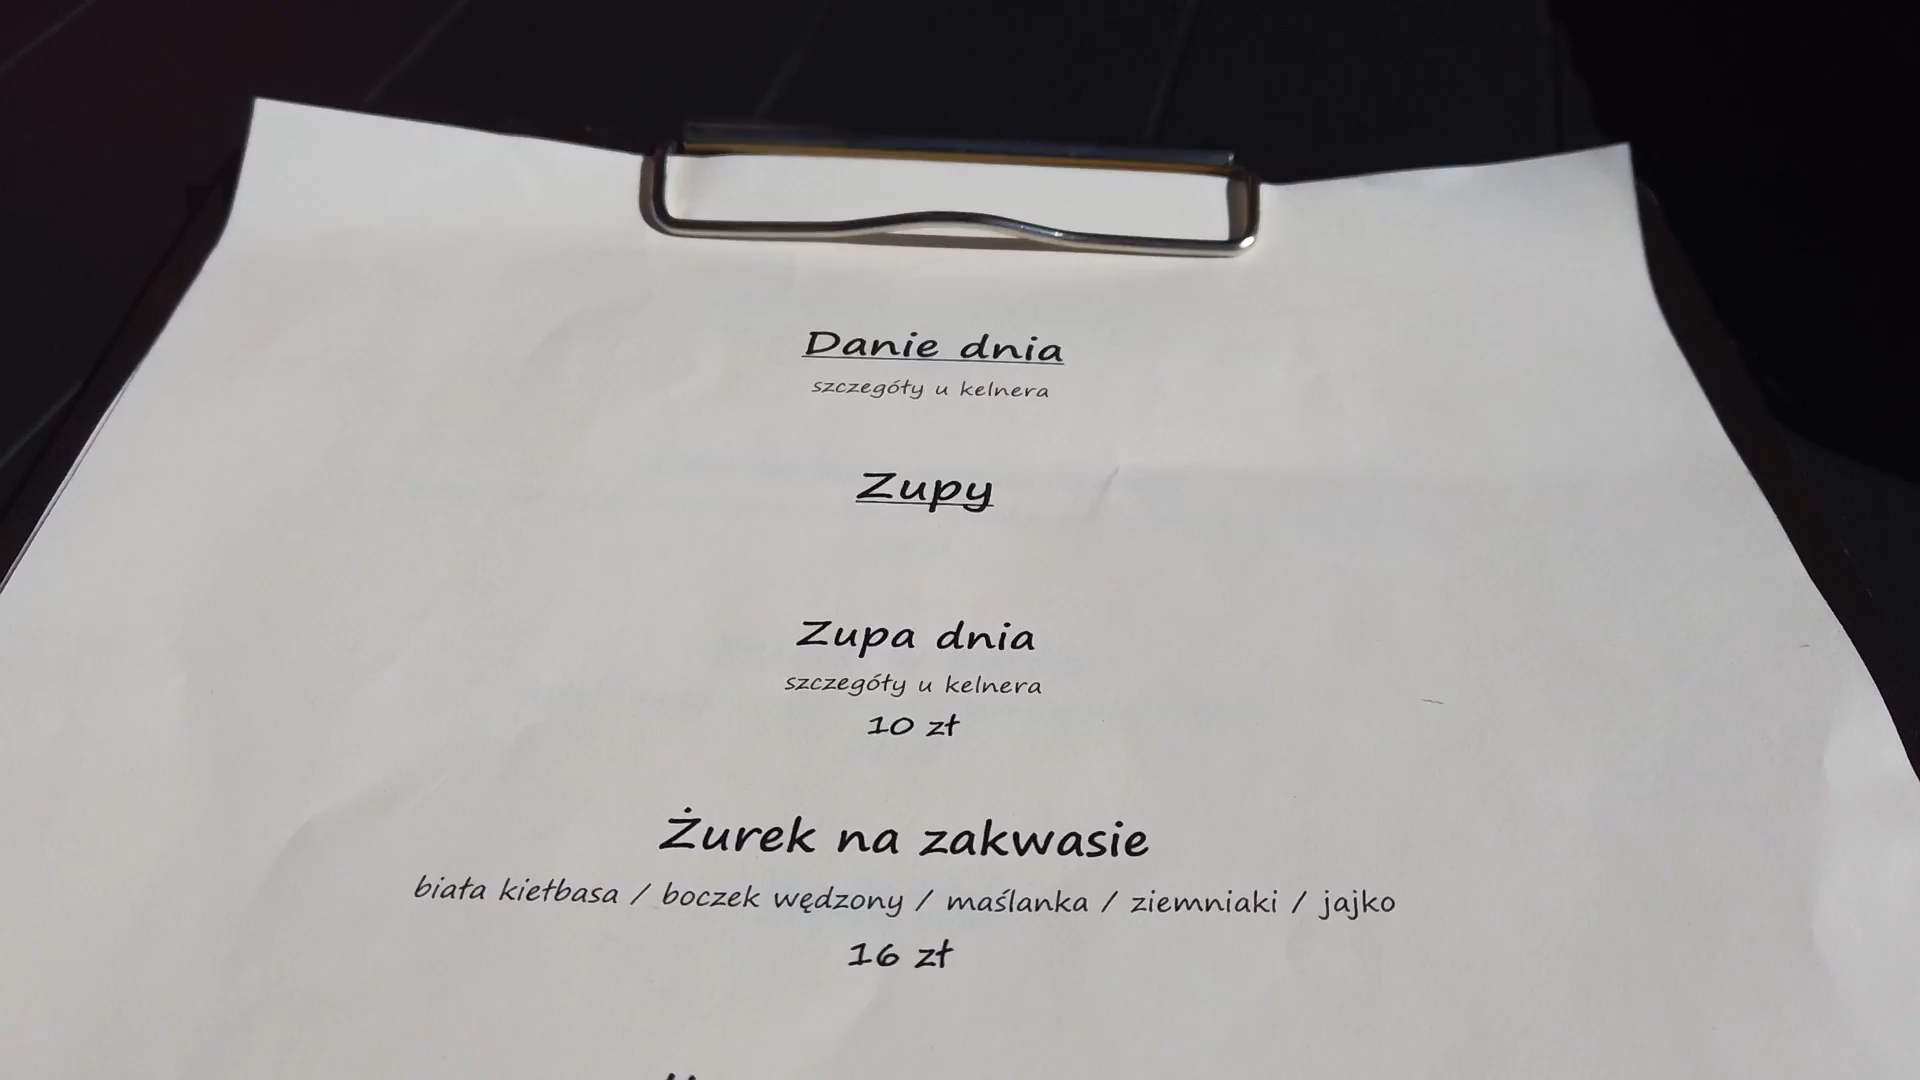 Danie dnia
szczegóły u kelnera
Zupy
Zupa dnia
szczegóły u kelnera
10 zł
Żurek na zakwasie
biała kiełbasa / boczek wędzony / maślanka / ziemniaki / jajko
16 zł